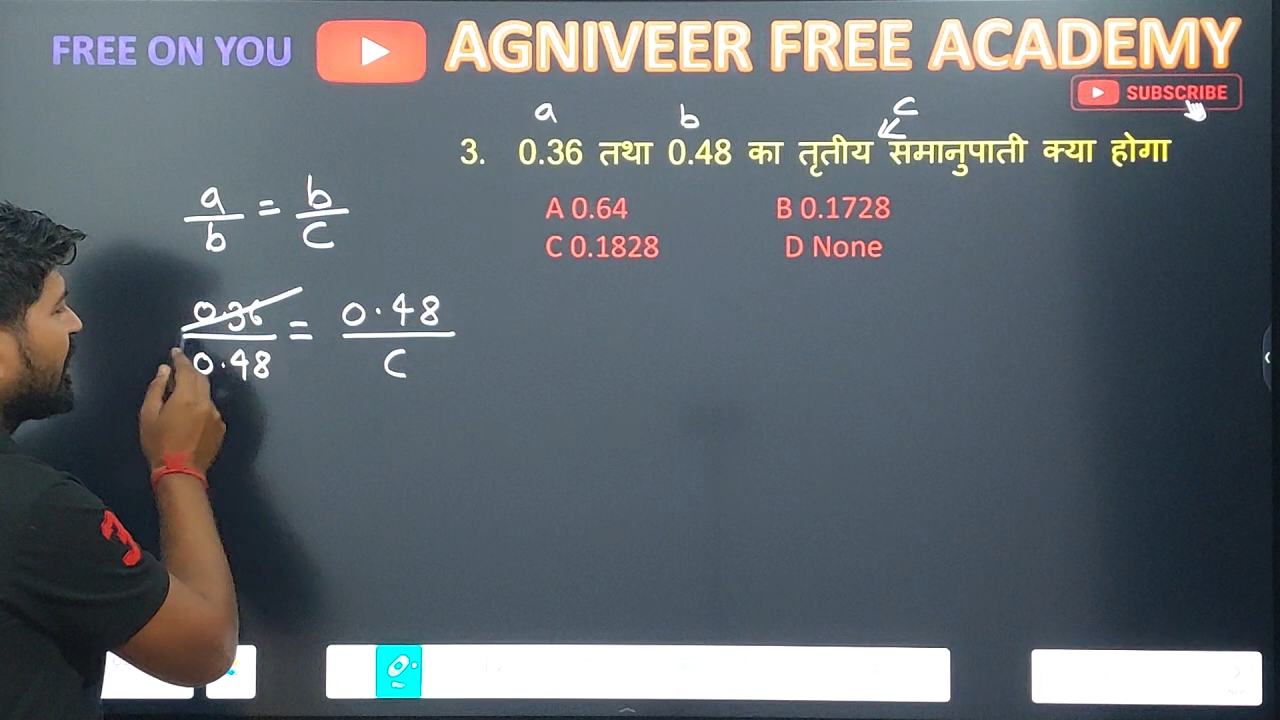 FREE ON YOU AGNIVEER FREE ACADEMY
SUBSCRIBE
a b c
3. 0.36 तथा 0.48 का तृतीय समानुपाती क्या होगा
A 0.64 B 0.1728
C 0.1828 D None
a/b = b/c
0.36/0.48 = 0.48/c
3